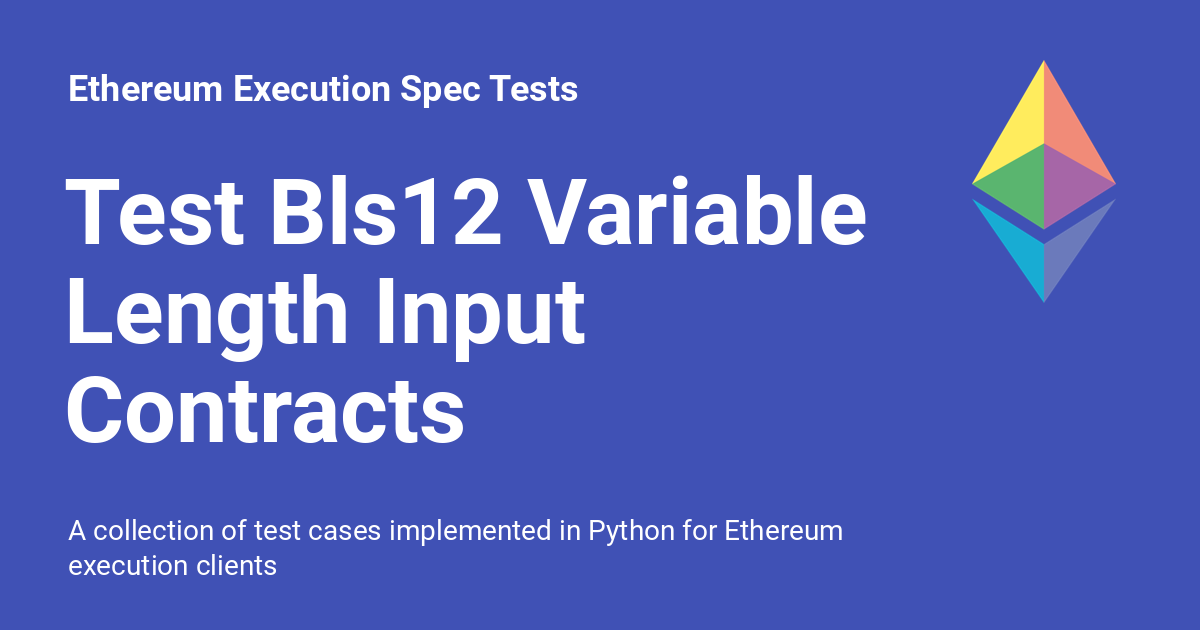 Ethereum Execution Spec Tests
Test Bls12 Variable
Length Input
Contracts
A collection of test cases implemented in Python for Ethereum
execution clients